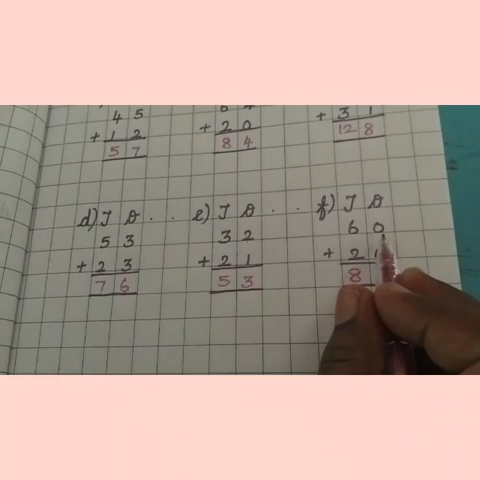 4 5
+ 1 2 + 2 0 + 3 1
5 7 8 4 12 8
d) T O . . e) T O . . f) T O
5 3 3 2 6 0
+ 2 3 + 2 1 + 2 1
7 6 5 3 8